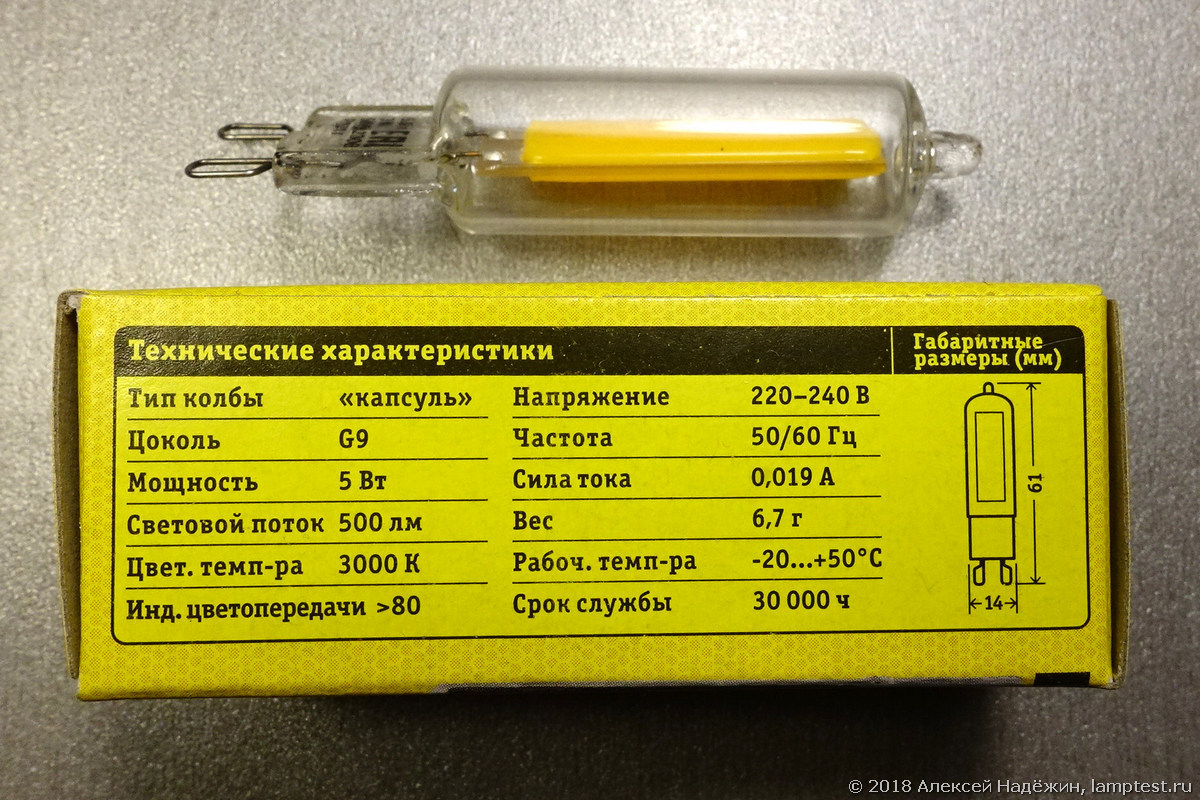 Технические характеристики
Габаритные
размеры (мм)
Тип колбы «капсуль»
Цоколь G9
Мощность 5 Вт
Световой поток 500 лм
Цвет. темп-ра 3000 К
Инд. цветопередачи >80
Напряжение 220–240 В
Частота 50/60 Гц
Сила тока 0,019 А
Вес 6,7 г
Рабоч. темп-ра -20...+50°С
Срок службы 30 000 ч
61
14
© 2018 Алексей Надёжин, lamptest.ru